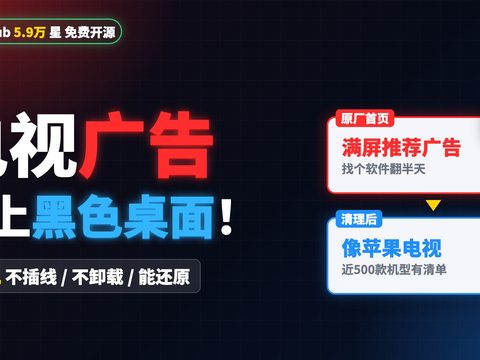 ub 5.9万 星 免费开源
视广告
上黑色桌面!
不插线 / 不卸载 / 能还原
原厂首页
满屏推荐广告
找个软件翻半天
清理后
像苹果电视
近500款机型有清单